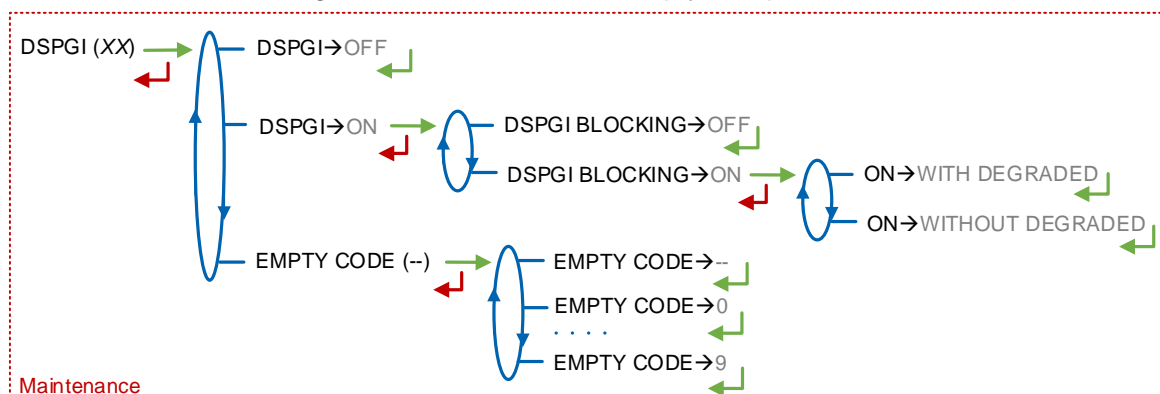 DSPGI (XX)
DSPGI→OFF
DSPGI→ON
DSPGI BLOCKING→OFF
DSPGI BLOCKING→ON
ON→WITH DEGRADED
ON→WITHOUT DEGRADED
EMPTY CODE (--)
EMPTY CODE→--
EMPTY CODE→0
. . . .
EMPTY CODE→9
Maintenance